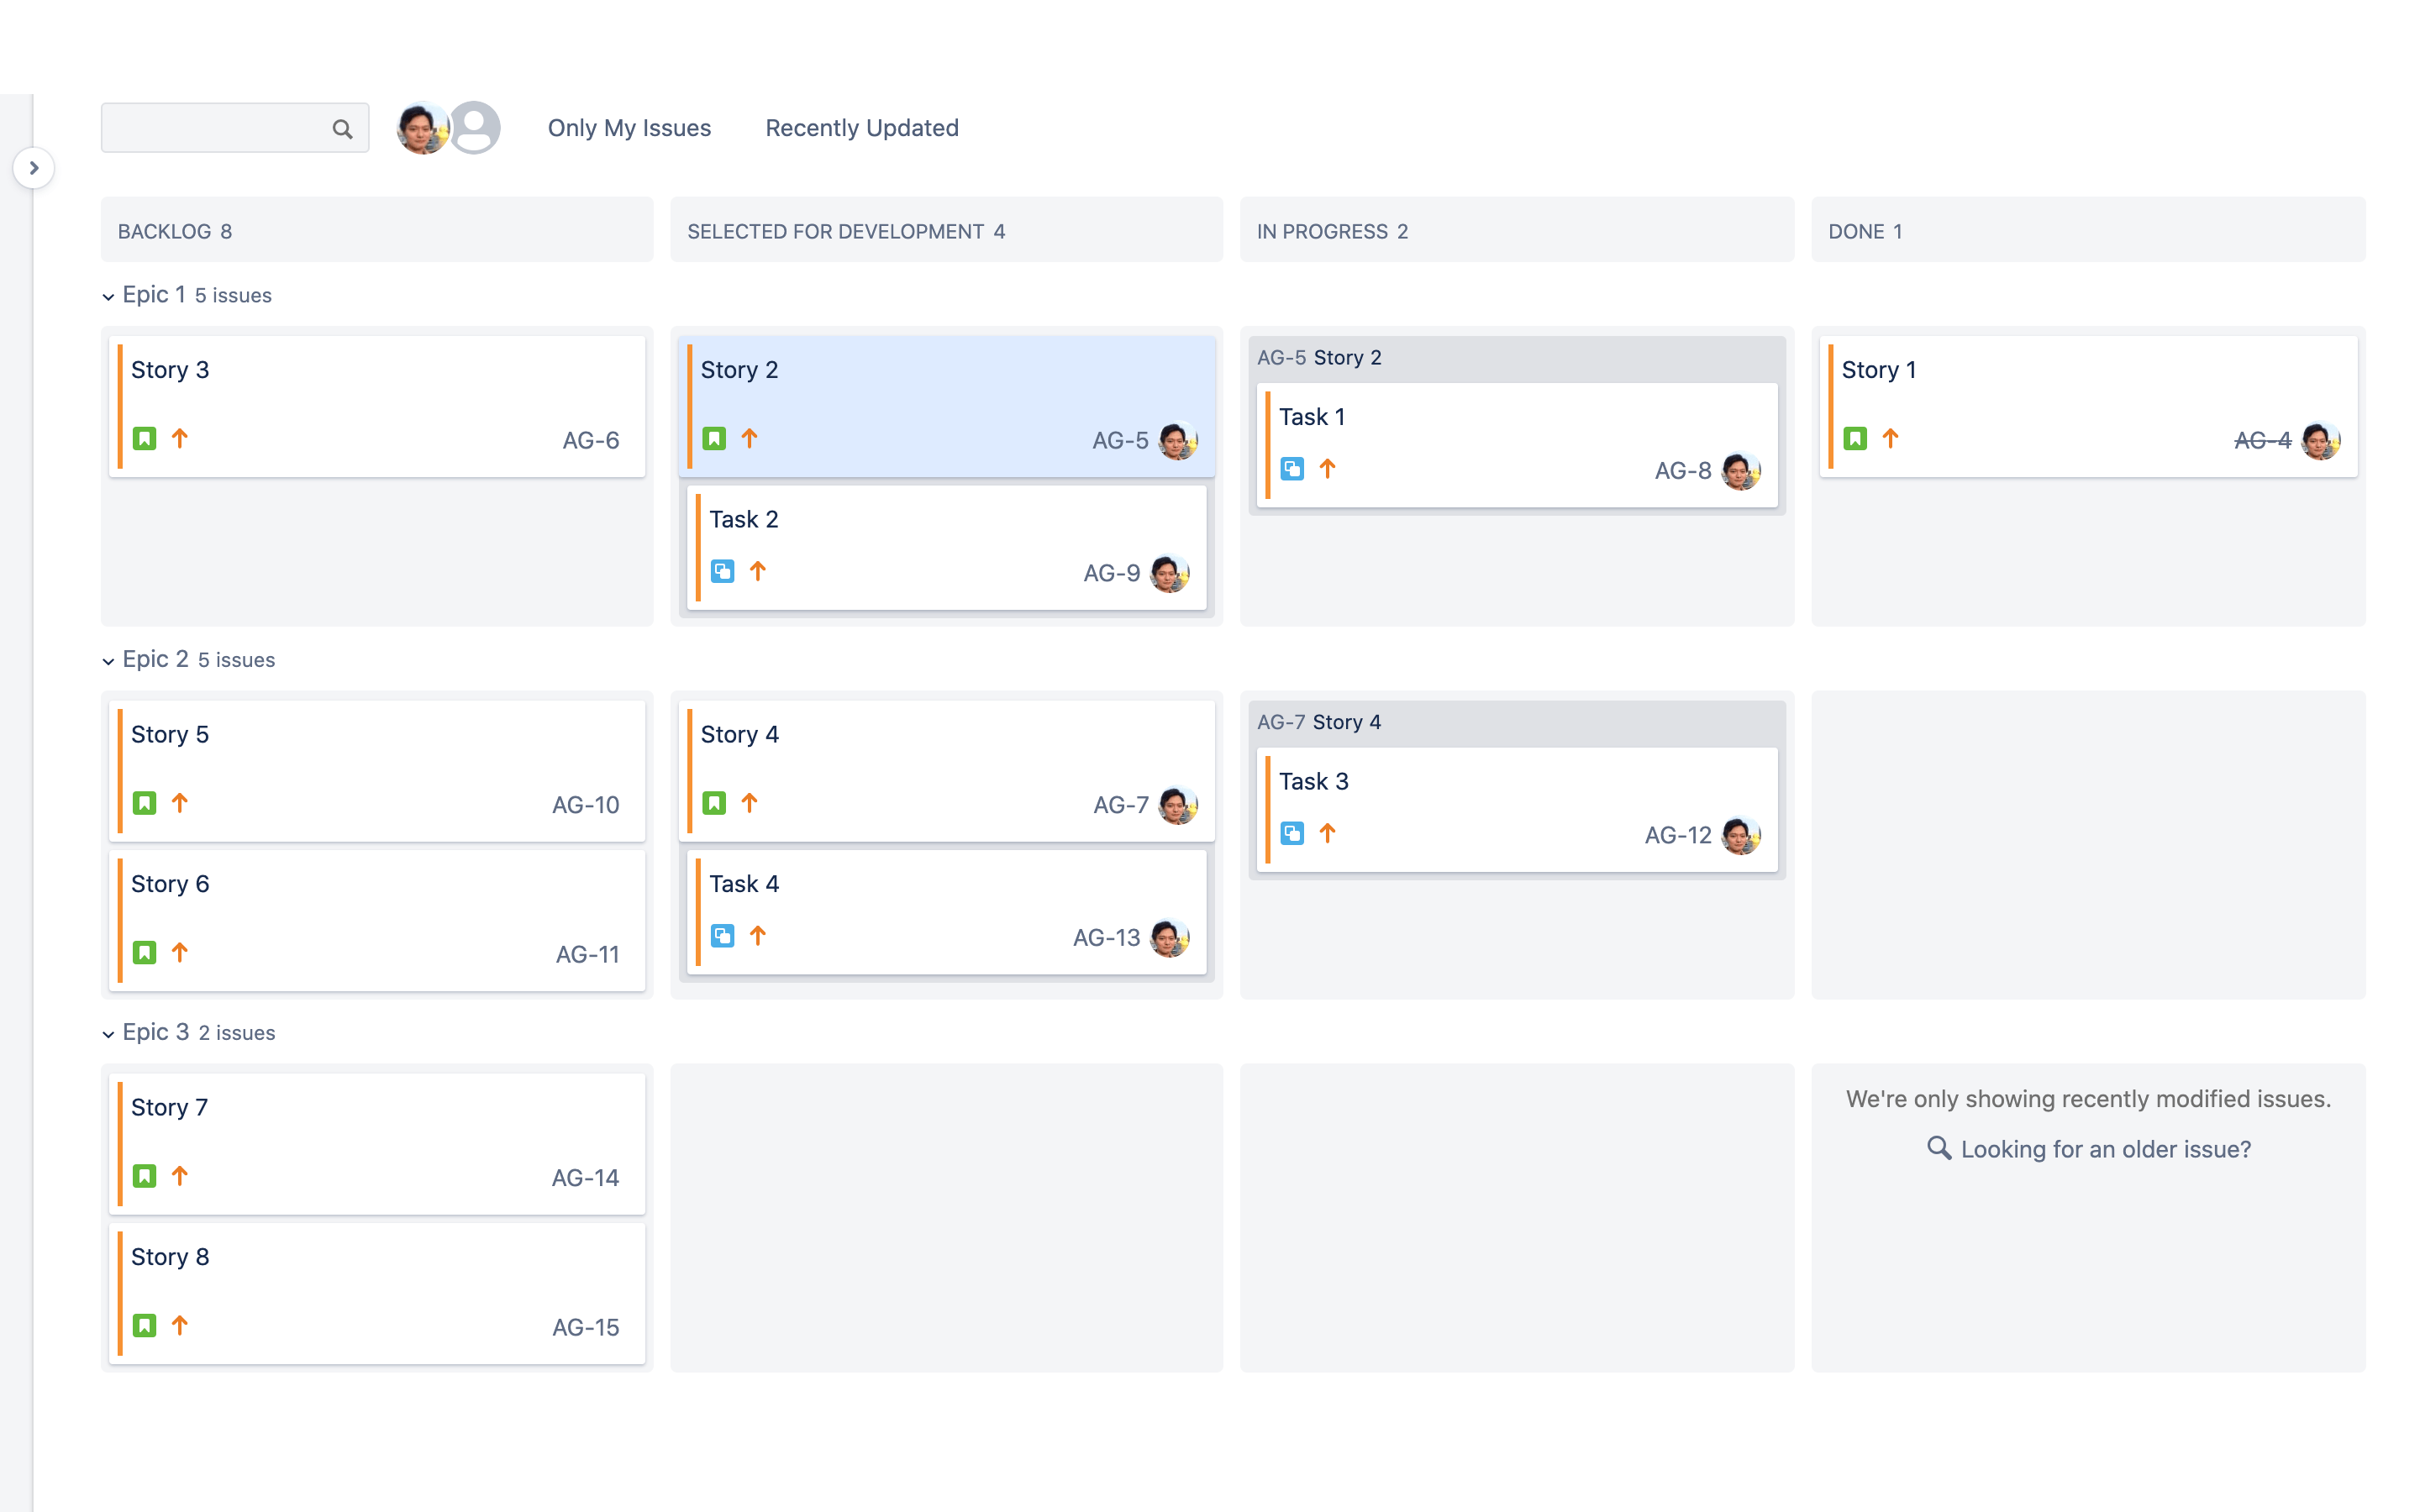 Only My Issues Recently Updated
BACKLOG 8 SELECTED FOR DEVELOPMENT 4 IN PROGRESS 2 DONE 1
Epic 1 5 issues
Story 3
AG-6
Story 2
AG-5
Task 2
AG-9
AG-5 Story 2
Task 1
AG-8
Story 1
AG-4
Epic 2 5 issues
Story 5
AG-10
Story 6
AG-11
Story 4
AG-7
Task 4
AG-13
AG-7 Story 4
Task 3
AG-12
Epic 3 2 issues
Story 7
AG-14
Story 8
AG-15
We're only showing recently modified issues.
Looking for an older issue?